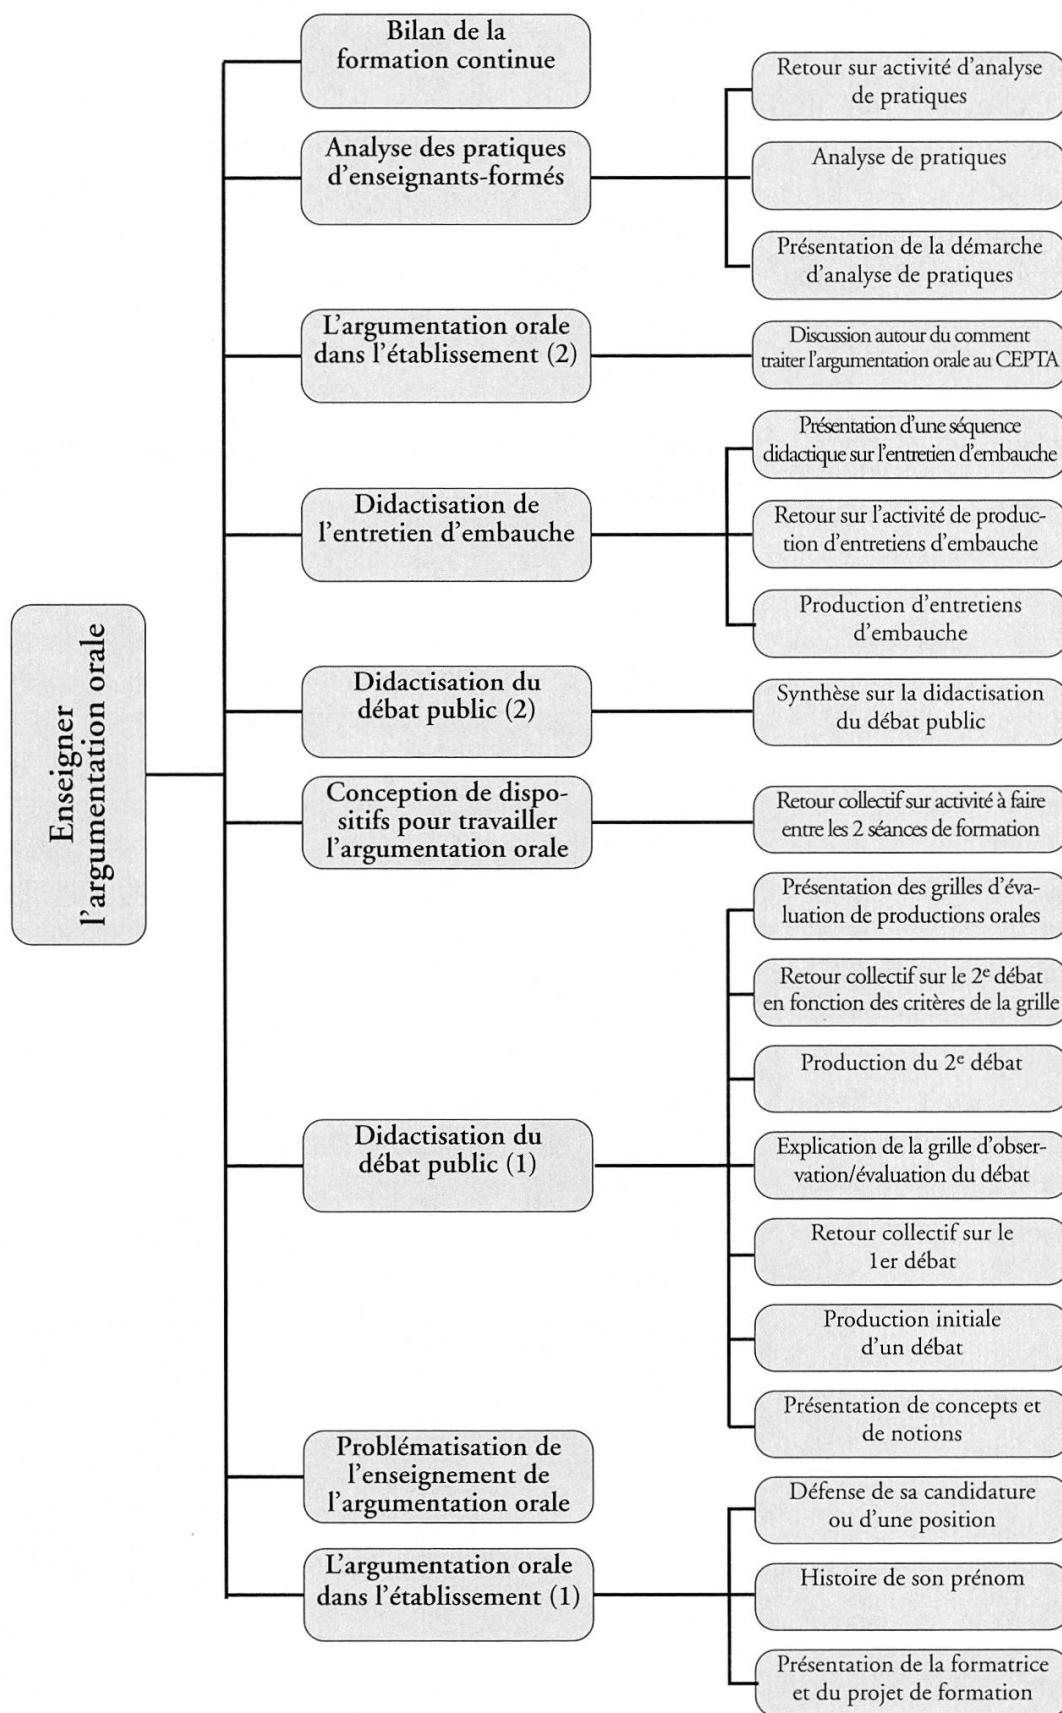 Enseigner
l'argumentation orale
Bilan de la
formation continue
Analyse des pratiques
d'enseignants-formés
Retour sur activité d'analyse
de pratiques
Analyse de pratiques
Présentation de la démarche
d'analyse de pratiques
L'argumentation orale
dans l'établissement (2)
Discussion autour du comment
traiter l'argumentation orale au CEPTA
Didactisation de
l'entretien d'embauche
Présentation d'une séquence
didactique sur l'entretien d'embauche
Retour sur l'activité de produc-
tion d'entretiens d'embauche
Production d'entretiens
d'embauche
Didactisation du
débat public (2)
Synthèse sur la didactisation
du débat public
Conception de dispo-
sitifs pour travailler
l'argumentation orale
Retour collectif sur activité à faire
entre les 2 séances de formation
Didactisation du
débat public (1)
Présentation des grilles d'éva-
luation de productions orales
Retour collectif sur le 2e débat
en fonction des critères de la grille
Production du 2e débat
Explication de la grille d'obser-
vation/évaluation du débat
Retour collectif sur le
1er débat
Production initiale
d'un débat
Présentation de concepts et
de notions
Problématisation de
l'enseignement de
l'argumentation orale
L'argumentation orale
dans l'établissement (1)
Défense de sa candidature
ou d'une position
Histoire de son prénom
Présentation de la formatrice
et du projet de formation